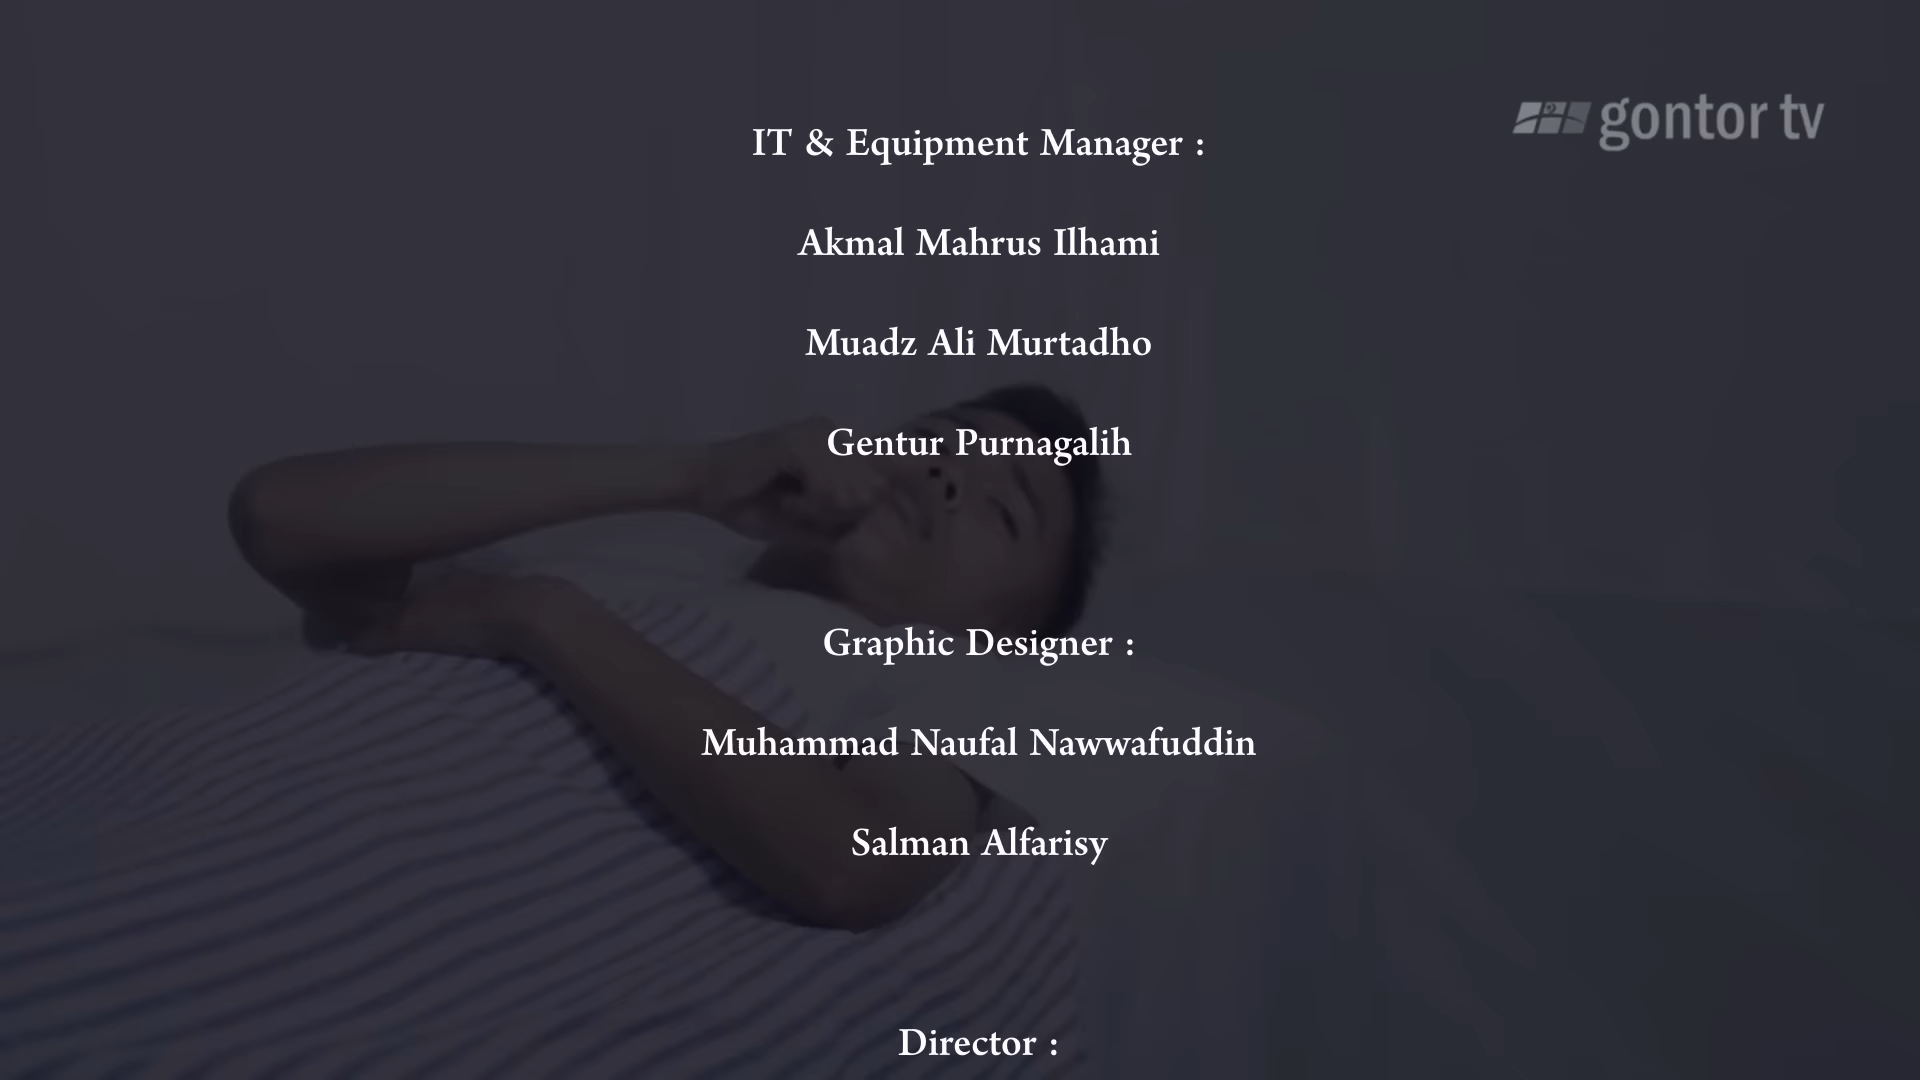 gontor tv
IT & Equipment Manager :
Akmal Mahrus Ilhami
Muadz Ali Murtadho
Gentur Purnagalih
Graphic Designer :
Muhammad Naufal Nawwafuddin
Salman Alfarisy
Director :